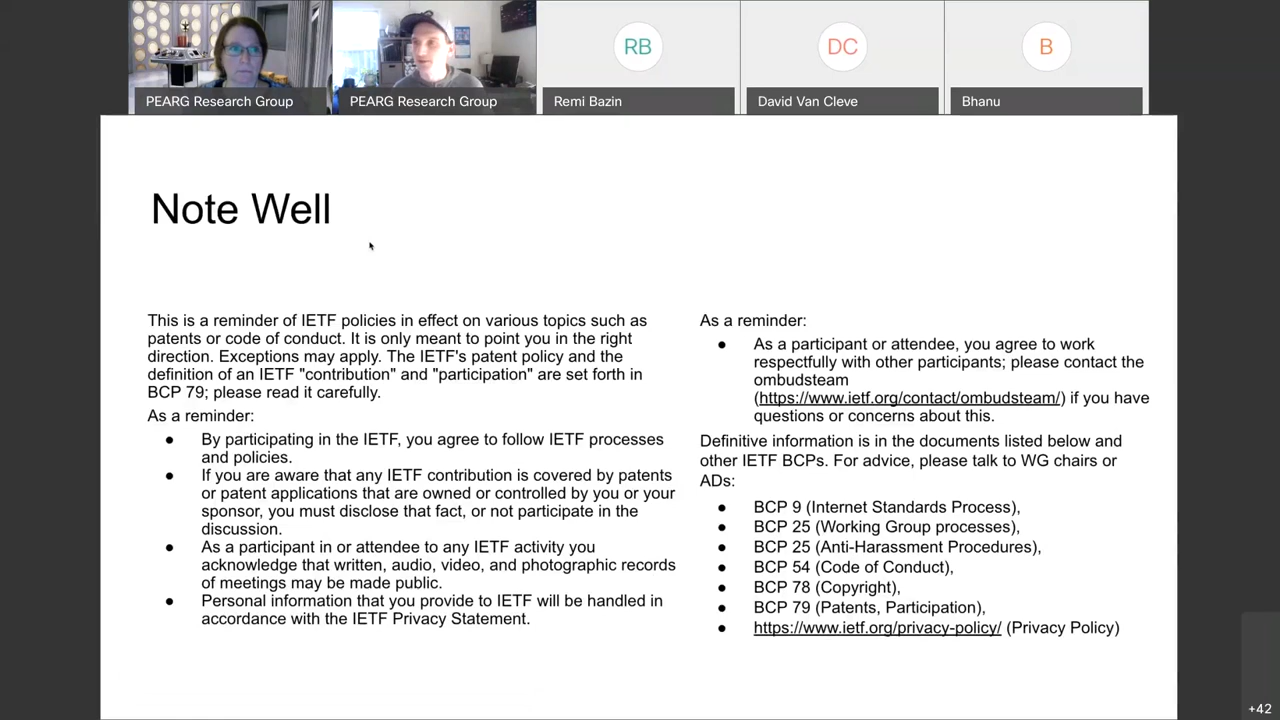 RB
DC
B
PEARG Research Group
PEARG Research Group
Remi Bazin
David Van Cleve
Bhanu
Note Well
This is a reminder of IETF policies in effect on various topics such as
patents or code of conduct. It is only meant to point you in the right
direction. Exceptions may apply. The IETF's patent policy and the
definition of an IETF "contribution" and "participation" are set forth in
BCP 79; please read it carefully.
As a reminder:
● By participating in the IETF, you agree to follow IETF processes
and policies.
● If you are aware that any IETF contribution is covered by patents
or patent applications that are owned or controlled by you or your
sponsor, you must disclose that fact, or not participate in the
discussion.
● As a participant in or attendee to any IETF activity you
acknowledge that written, audio, video, and photographic records
of meetings may be made public.
● Personal information that you provide to IETF will be handled in
accordance with the IETF Privacy Statement.
As a reminder:
● As a participant or attendee, you agree to work
respectfully with other participants; please contact the
ombudsteam
(https://www.ietf.org/contact/ombudsteam/) if you have
questions or concerns about this.
Definitive information is in the documents listed below and
other IETF BCPs. For advice, please talk to WG chairs or
ADs:
● BCP 9 (Internet Standards Process),
● BCP 25 (Working Group processes),
● BCP 25 (Anti-Harassment Procedures),
● BCP 54 (Code of Conduct),
● BCP 78 (Copyright),
● BCP 79 (Patents, Participation),
● https://www.ietf.org/privacy-policy/ (Privacy Policy)
+42